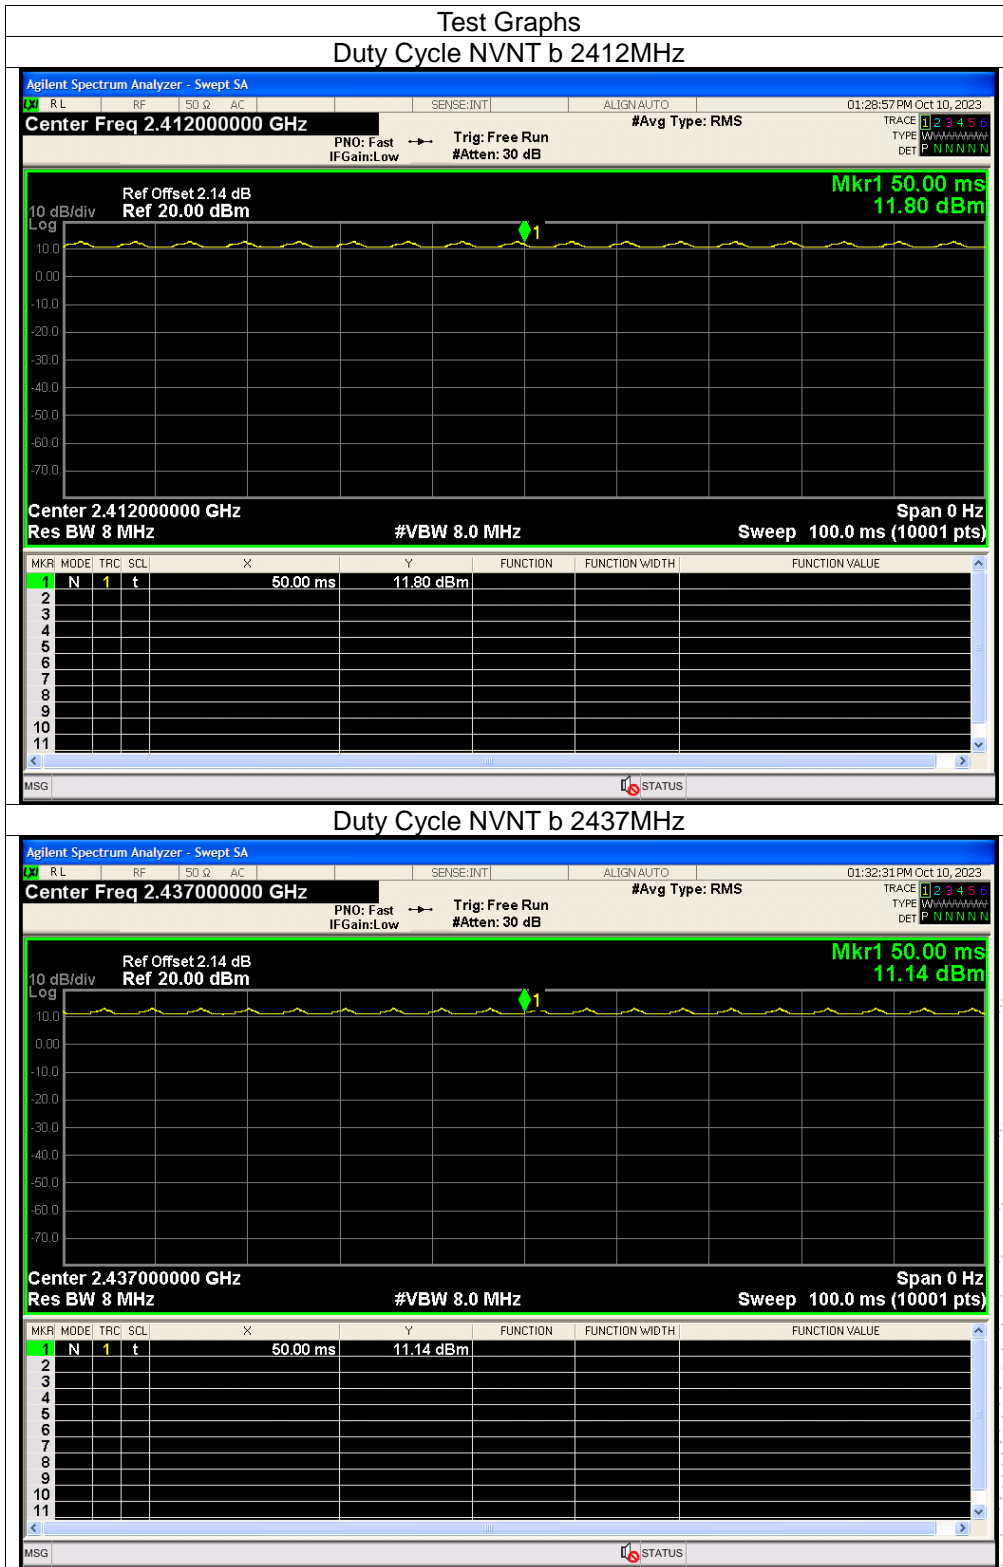 Test Graphs
Duty Cycle NVNT b 2412MHz
Agilent Spectrum Analyzer - Swept SA
LXI RL RF 50 Ω AC SENSE:INT ALIGN AUTO 01:28:57 PM Oct 10, 2023
Center Freq 2.412000000 GHz #Avg Type: RMS TRACE 1 2 3 4 5 6
PNO: Fast Trig: Free Run TYPE WWWWWW
IFGain:Low #Atten: 30 dB DET P N N N N N
Mkr1 50.00 ms
Ref Offset 2.14 dB
10 dB/div Ref 20.00 dBm 11.80 dBm
Log
1
10.0
0.00
-10.0
-20.0
-30.0
-40.0
-50.0
-60.0
-70.0
Center 2.412000000 GHz Span 0 Hz
Res BW 8 MHz #VBW 8.0 MHz Sweep 100.0 ms (10001 pts)
MKR MODE TRC SCL X Y FUNCTION FUNCTION WIDTH FUNCTION VALUE
1 N 1 t 50.00 ms 11.80 dBm
2
3
4
5
6
7
8
9
10
11
MSG STATUS
Duty Cycle NVNT b 2437MHz
Agilent Spectrum Analyzer - Swept SA
LXI RL RF 50 Ω AC SENSE:INT ALIGN AUTO 01:32:31 PM Oct 10, 2023
Center Freq 2.437000000 GHz #Avg Type: RMS TRACE 1 2 3 4 5 6
PNO: Fast Trig: Free Run TYPE WWWWWW
IFGain:Low #Atten: 30 dB DET P N N N N N
Mkr1 50.00 ms
Ref Offset 2.14 dB
10 dB/div Ref 20.00 dBm 11.14 dBm
Log
1
10.0
0.00
-10.0
-20.0
-30.0
-40.0
-50.0
-60.0
-70.0
Center 2.437000000 GHz Span 0 Hz
Res BW 8 MHz #VBW 8.0 MHz Sweep 100.0 ms (10001 pts)
MKR MODE TRC SCL X Y FUNCTION FUNCTION WIDTH FUNCTION VALUE
1 N 1 t 50.00 ms 11.14 dBm
2
3
4
5
6
7
8
9
10
11
MSG STATUS